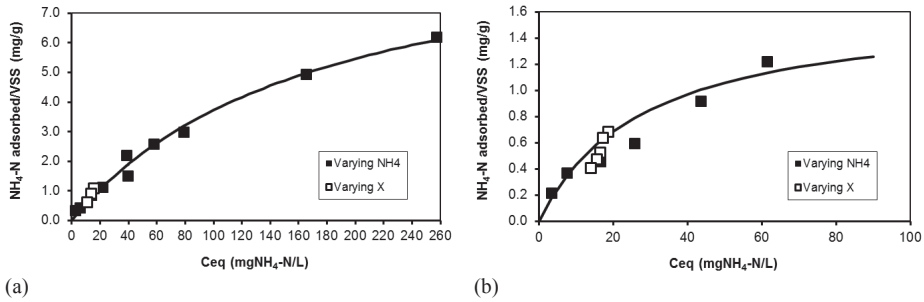 6.0
5.0
4.0
3.0
2.0
1.0
0.0
NH₄-N adsorbed/VSS (mg/g)
Varying NH4
Varying X
0 20 40 60 80 100 120 140 160 180 200 220 240 260
Ceq (mgNH₄-N/L)
(a)
1.6
1.4
1.2
1.0
0.8
0.6
0.4
0.2
0.0
NH₄-N adsorbed/VSS (mg/g)
Varying NH4
Varying X
0 20 40 60 80 100
Ceq (mgNH₄-N/L)
(b)